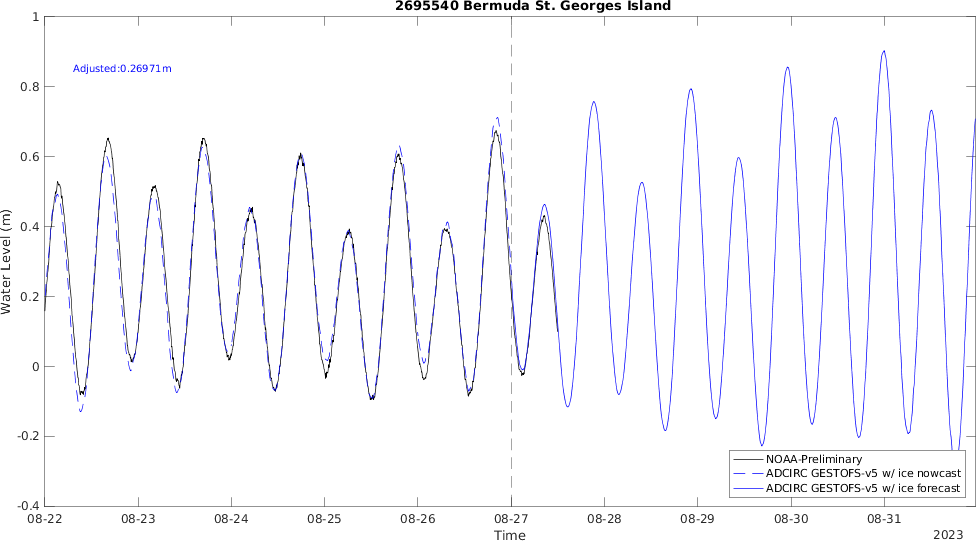 2695540 Bermuda St. Georges Island
Adjusted:0.26971m
1
0.8
0.6
0.4
0.2
0
-0.2
-0.4
Water Level (m)
NOAA-Preliminary
ADCIRC GESTOFS-v5 w/ ice nowcast
ADCIRC GESTOFS-v5 w/ ice forecast
08-22 08-23 08-24 08-25 08-26 08-27 08-28 08-29 08-30 08-31
Time
2023